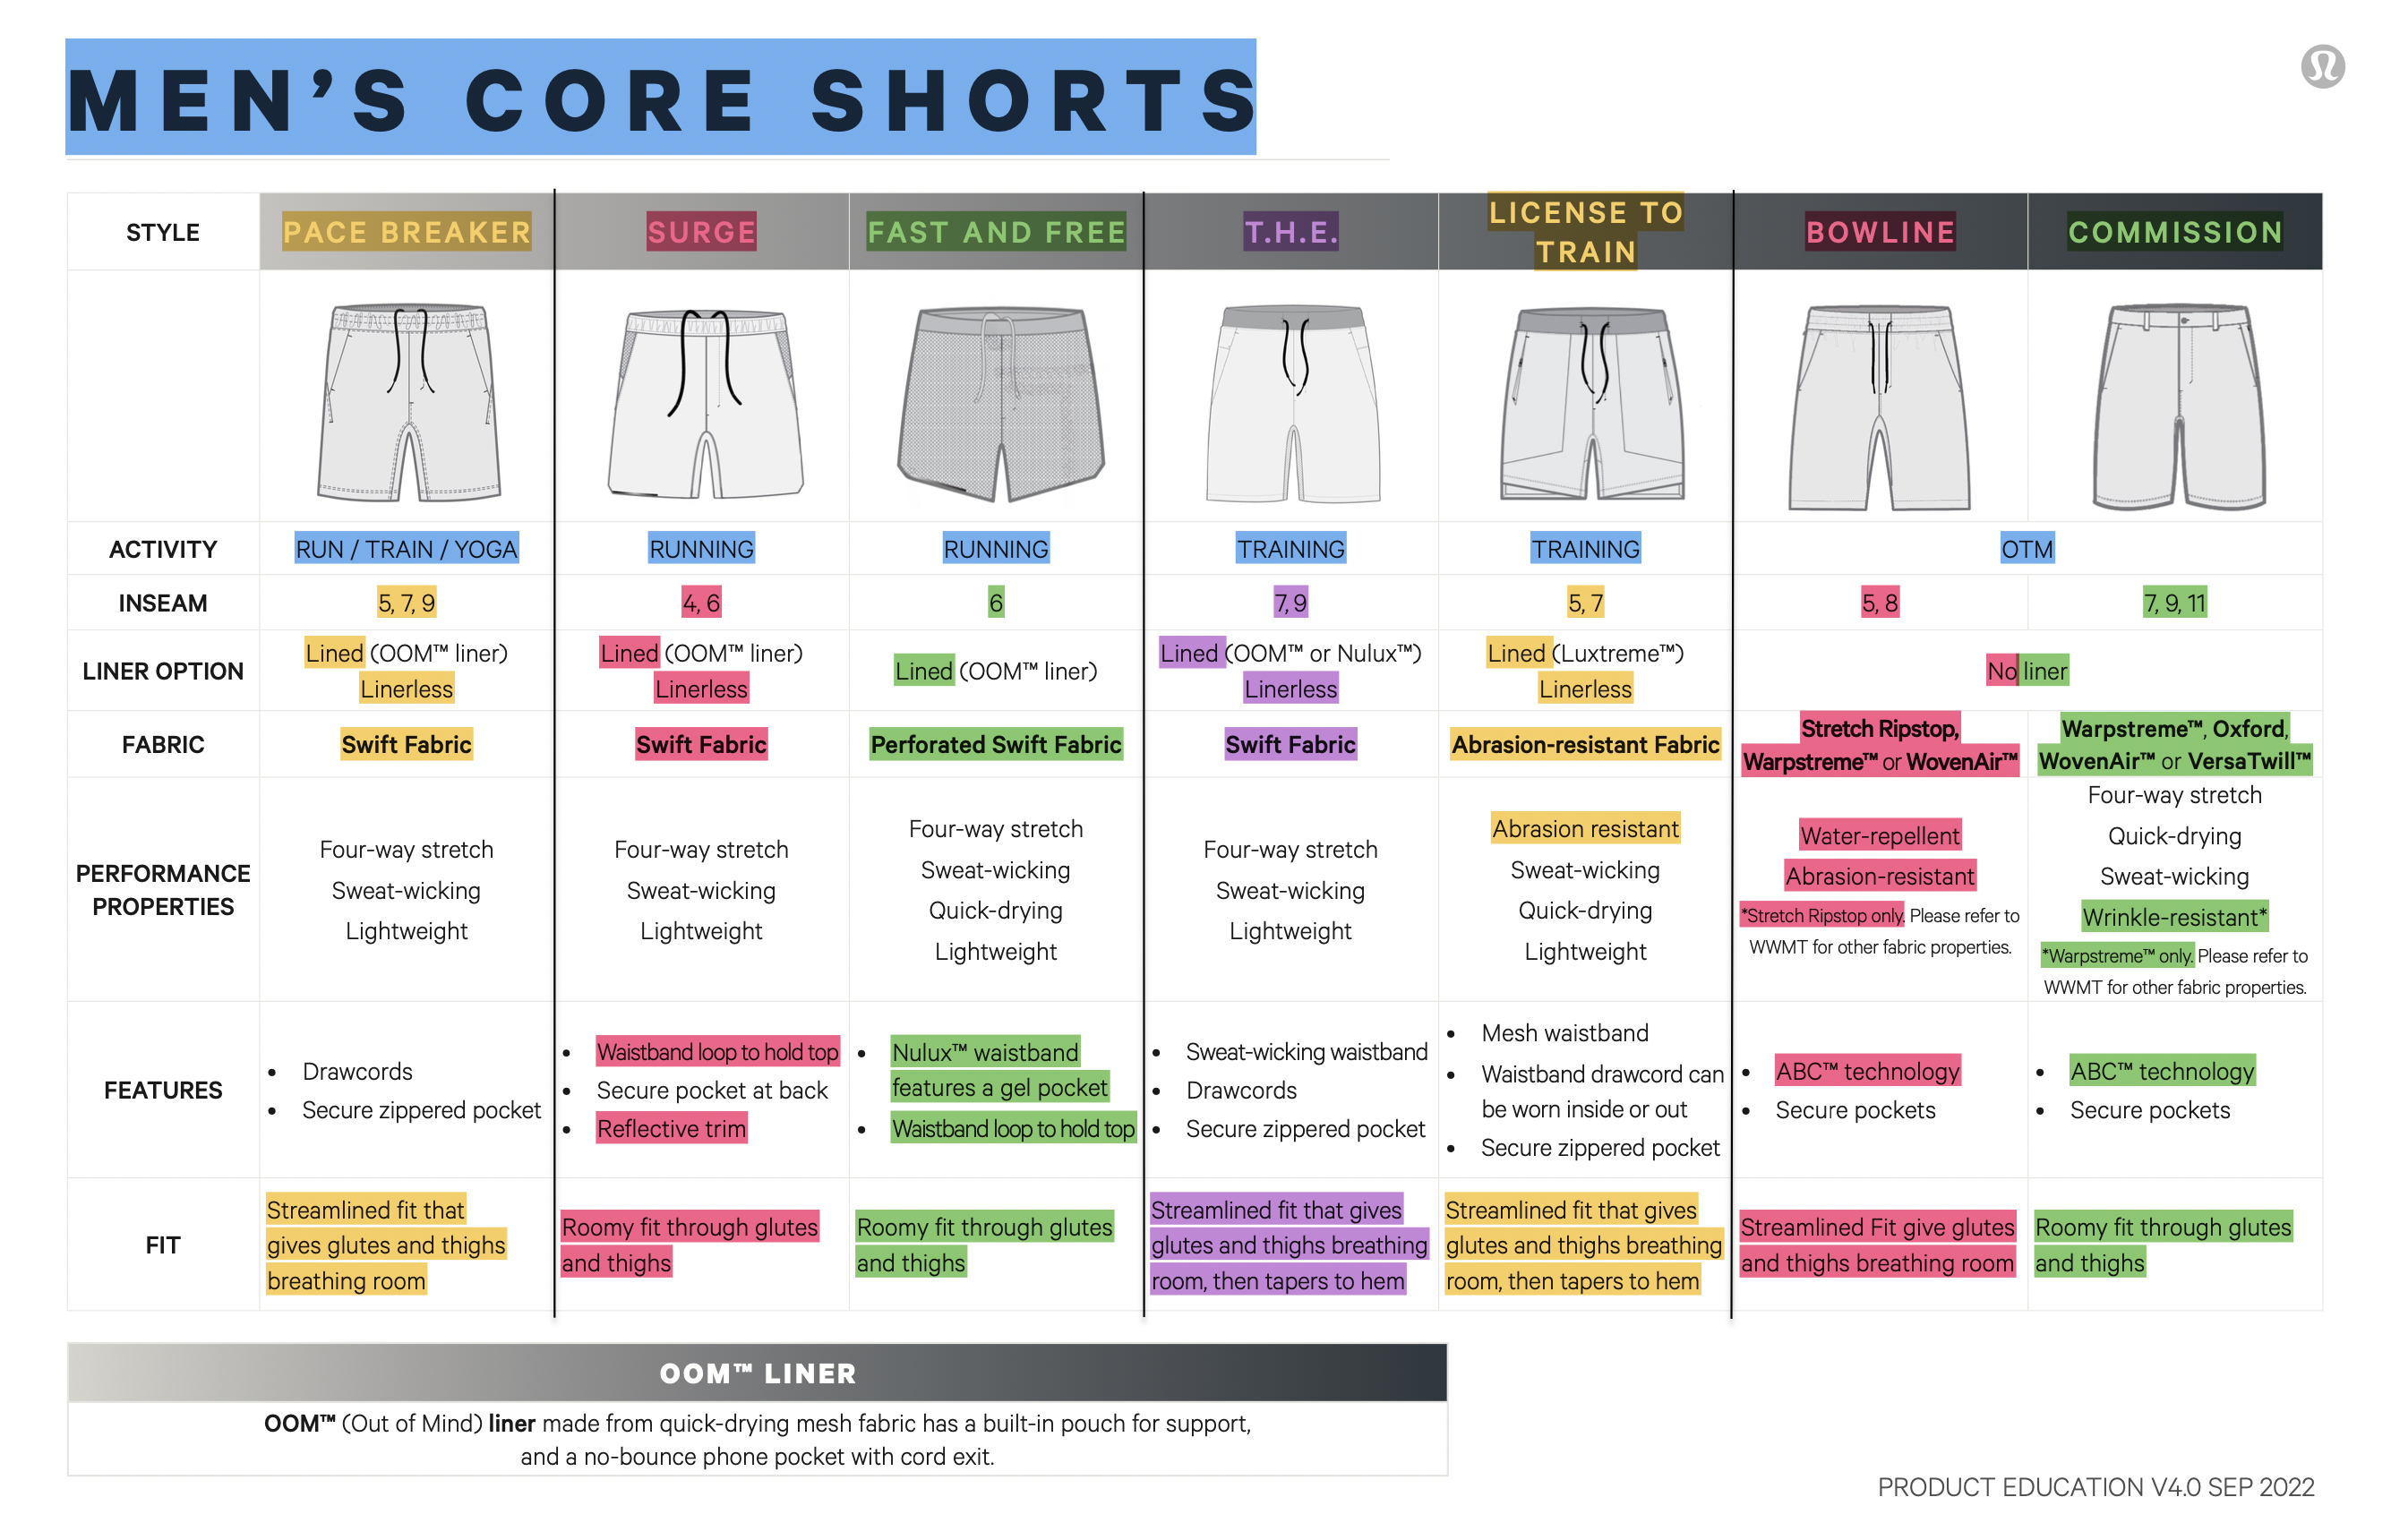 MEN'S CORE SHORTS
STYLE
PACE BREAKER
SURGE
FAST AND FREE
T.H.E.
LICENSE TO
TRAIN
BOWLINE
COMMISSION
ACTIVITY
RUN / TRAIN / YOGA
RUNNING
RUNNING
TRAINING
TRAINING
OTM
INSEAM
5, 7, 9
4, 6
6
7, 9
5, 7
5, 8
7, 9, 11
LINER OPTION
Lined (OOM™ liner)
Linerless
Lined (OOM™ liner)
Linerless
Lined (OOM™ liner)
Lined (OOM™ or Nulux™)
Linerless
Lined (Luxtreme™)
Linerless
No liner
FABRIC
Swift Fabric
Swift Fabric
Perforated Swift Fabric
Swift Fabric
Abrasion-resistant Fabric
Stretch Ripstop,
Warpstreme™ or WovenAir™
Warpstreme™, Oxford,
WovenAir™ or VersaTwill™
PERFORMANCE
PROPERTIES
Four-way stretch
Sweat-wicking
Lightweight
Four-way stretch
Sweat-wicking
Lightweight
Four-way stretch
Sweat-wicking
Quick-drying
Lightweight
Four-way stretch
Sweat-wicking
Lightweight
Abrasion resistant
Sweat-wicking
Quick-drying
Lightweight
Water-repellent
Abrasion-resistant
*Stretch Ripstop only. Please refer to
WWMT for other fabric properties.
Four-way stretch
Quick-drying
Sweat-wicking
Wrinkle-resistant*
*Warpstreme™ only. Please refer to
WWMT for other fabric properties.
FEATURES
• Drawcords
• Secure zippered pocket
• Waistband loop to hold top
• Secure pocket at back
• Reflective trim
• Nulux™ waistband
features a gel pocket
• Waistband loop to hold top
• Sweat-wicking waistband
• Drawcords
• Secure zippered pocket
• Mesh waistband
• Waistband drawcord can
be worn inside or out
• Secure zippered pocket
• ABC™ technology
• Secure pockets
• ABC™ technology
• Secure pockets
FIT
Streamlined fit that
gives glutes and thighs
breathing room
Roomy fit through glutes
and thighs
Roomy fit through glutes
and thighs
Streamlined fit that gives
glutes and thighs breathing
room, then tapers to hem
Streamlined fit that gives
glutes and thighs breathing
room, then tapers to hem
Streamlined Fit give glutes
and thighs breathing room
Roomy fit through glutes
and thighs
OOM™ LINER
OOM™ (Out of Mind) liner made from quick-drying mesh fabric has a built-in pouch for support,
and a no-bounce phone pocket with cord exit.
PRODUCT EDUCATION V4.0 SEP 2022